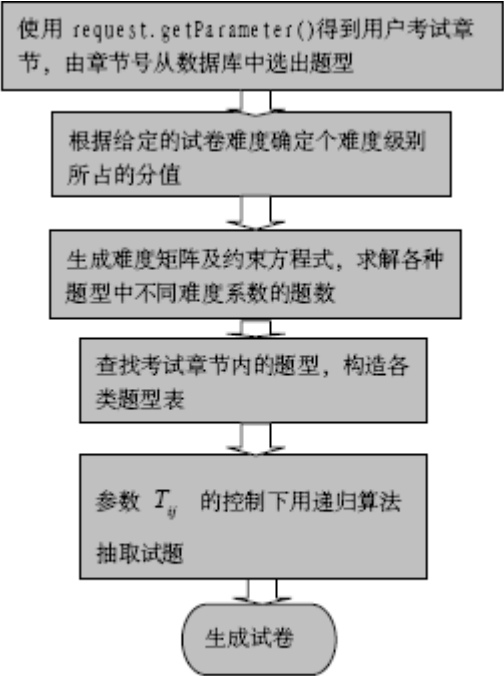 使用 request.getParameter()得到用户考试章
节，由章节号从数据库中选出题型
根据给定的试卷难度确定个难度级别
所占的分值
生成难度矩阵及约束方程式，求解各种
题型中不同难度系数的题数
查找考试章节内的题型，构造各
类题型表
参数 T_{ij} 的控制下用递归算法
抽取试题
生成试卷